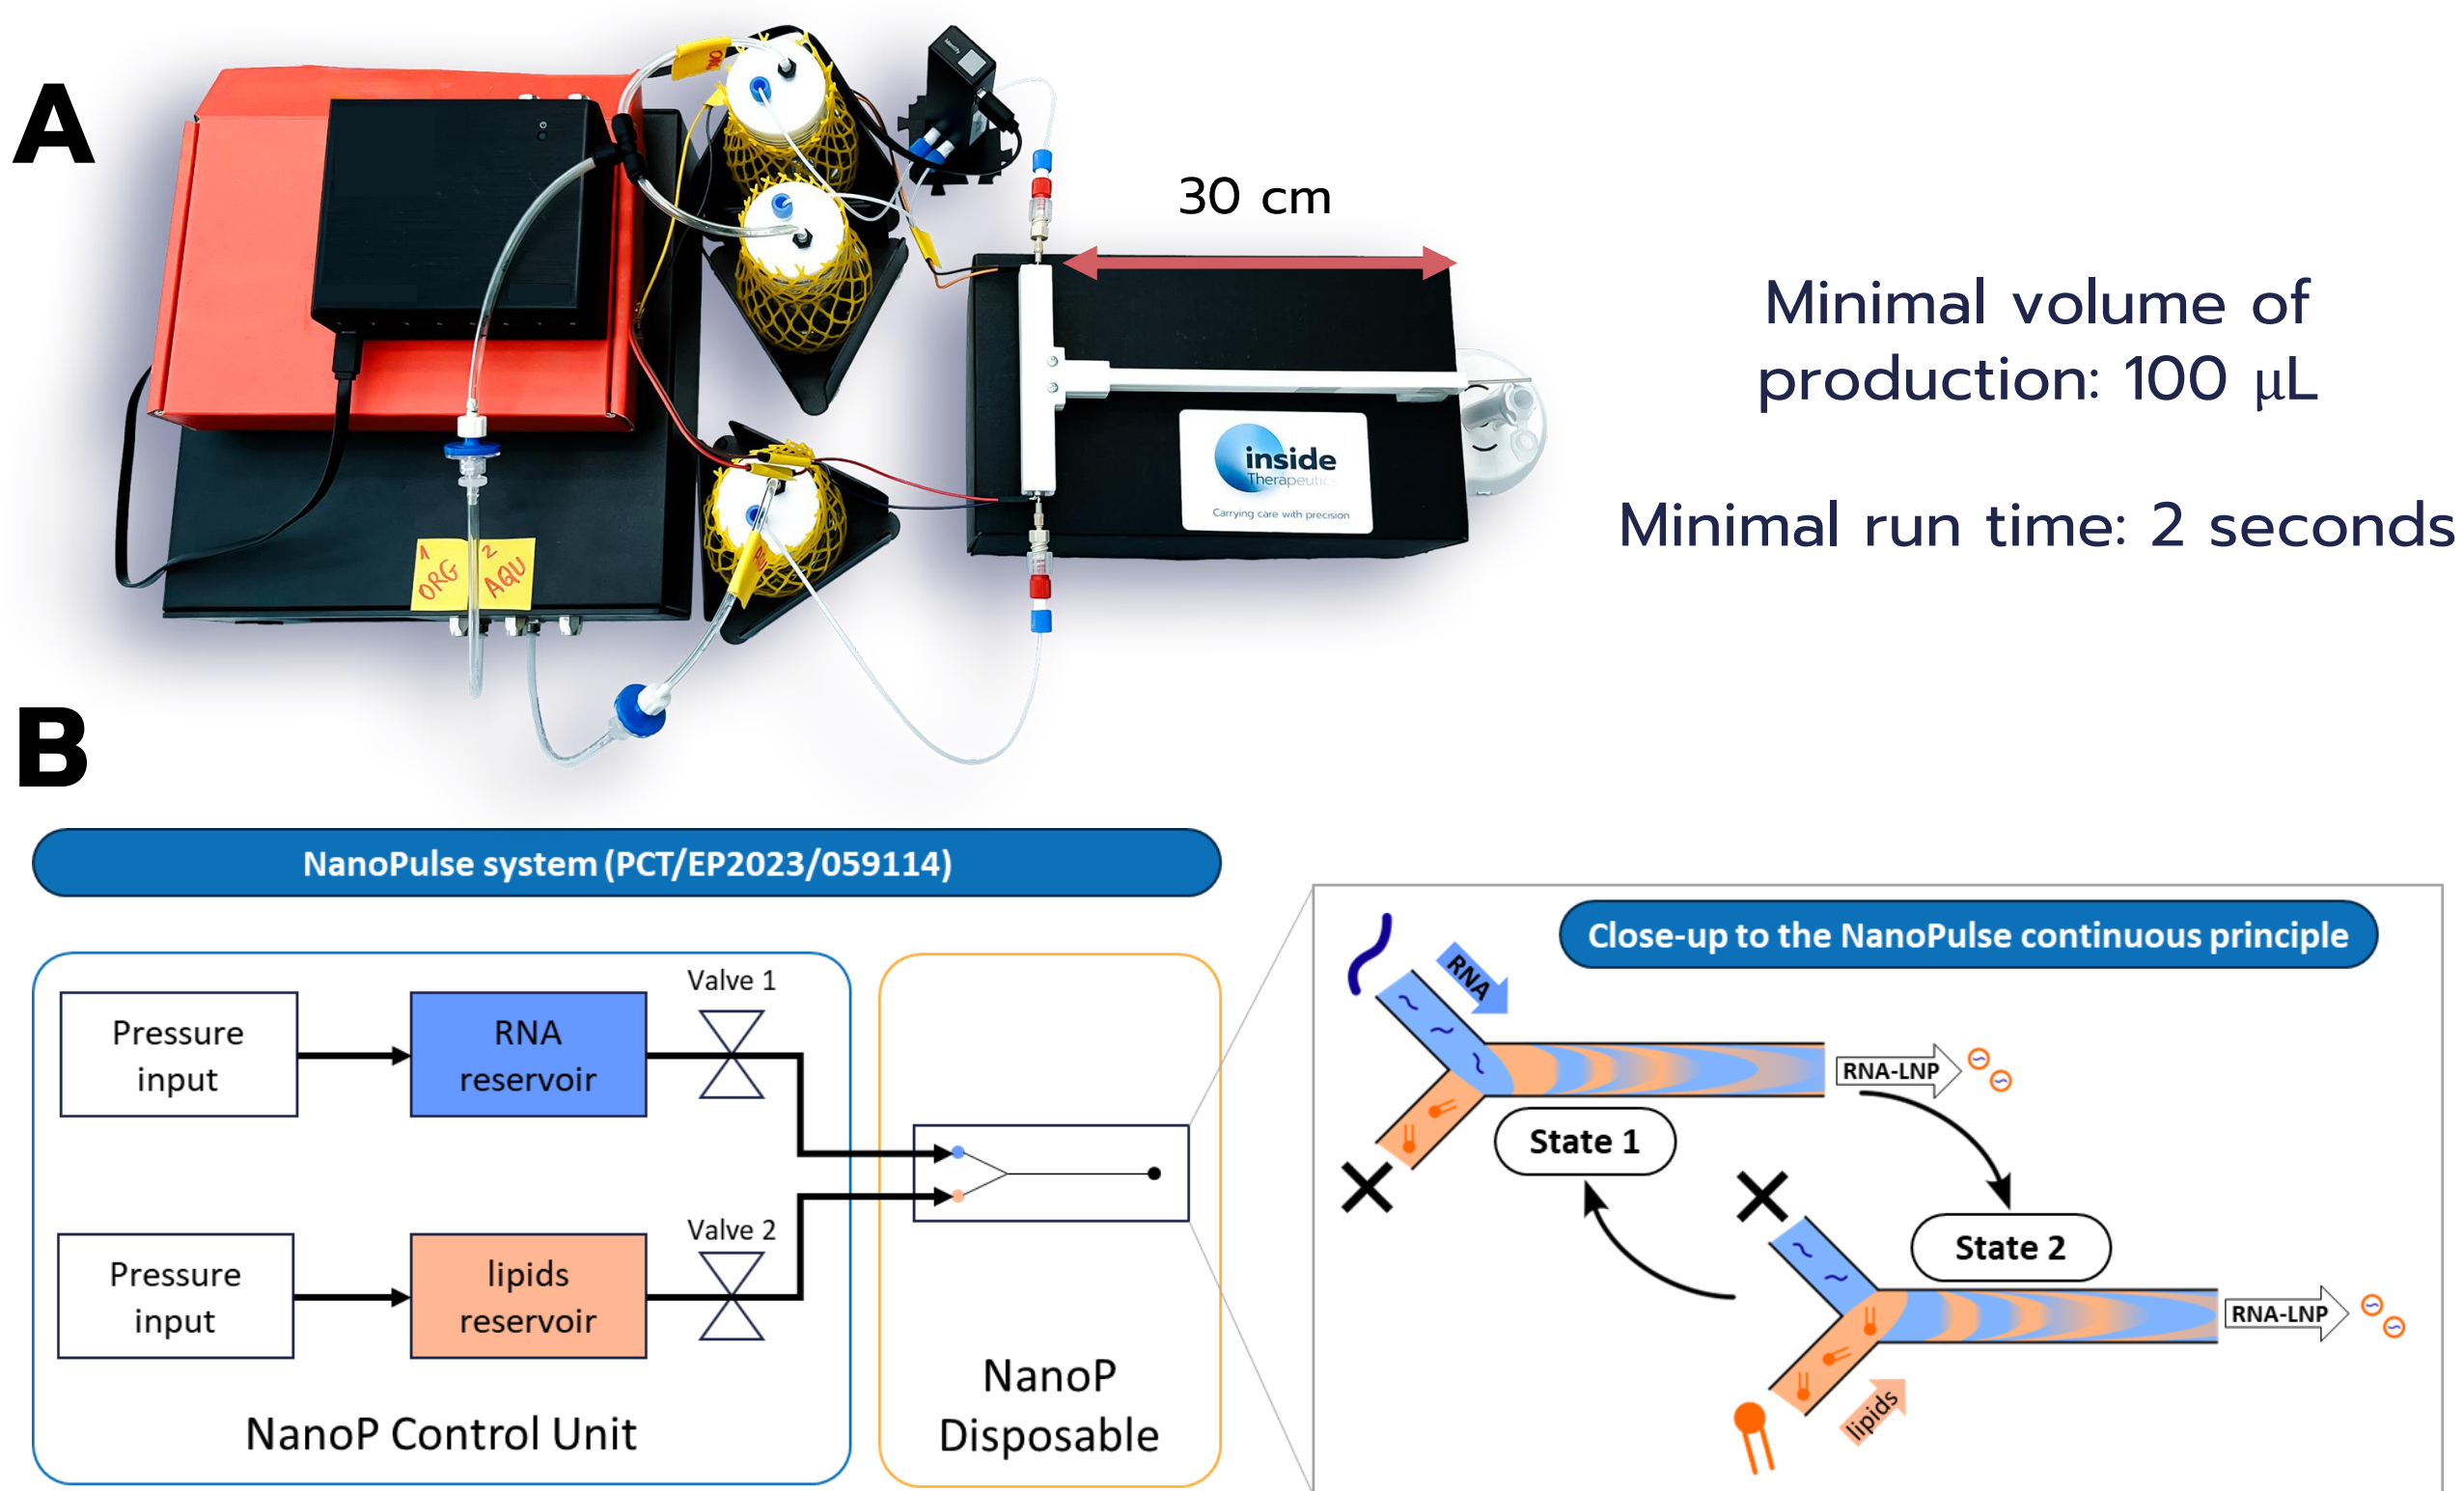 A
30 cm
Minimal volume of
production: 100 μL
Minimal run time: 2 seconds
inside
Therapeutics
Carrying care with precision
1
ORG
2
AQU
B
NanoPulse system (PCT/EP2023/059114)
Close-up to the NanoPulse continuous principle
Pressure
input
RNA
reservoir
Valve 1
Pressure
input
lipids
reservoir
Valve 2
NanoP Control Unit
NanoP
Disposable
RNA
RNA-LNP
State 1
State 2
RNA-LNP
lipids